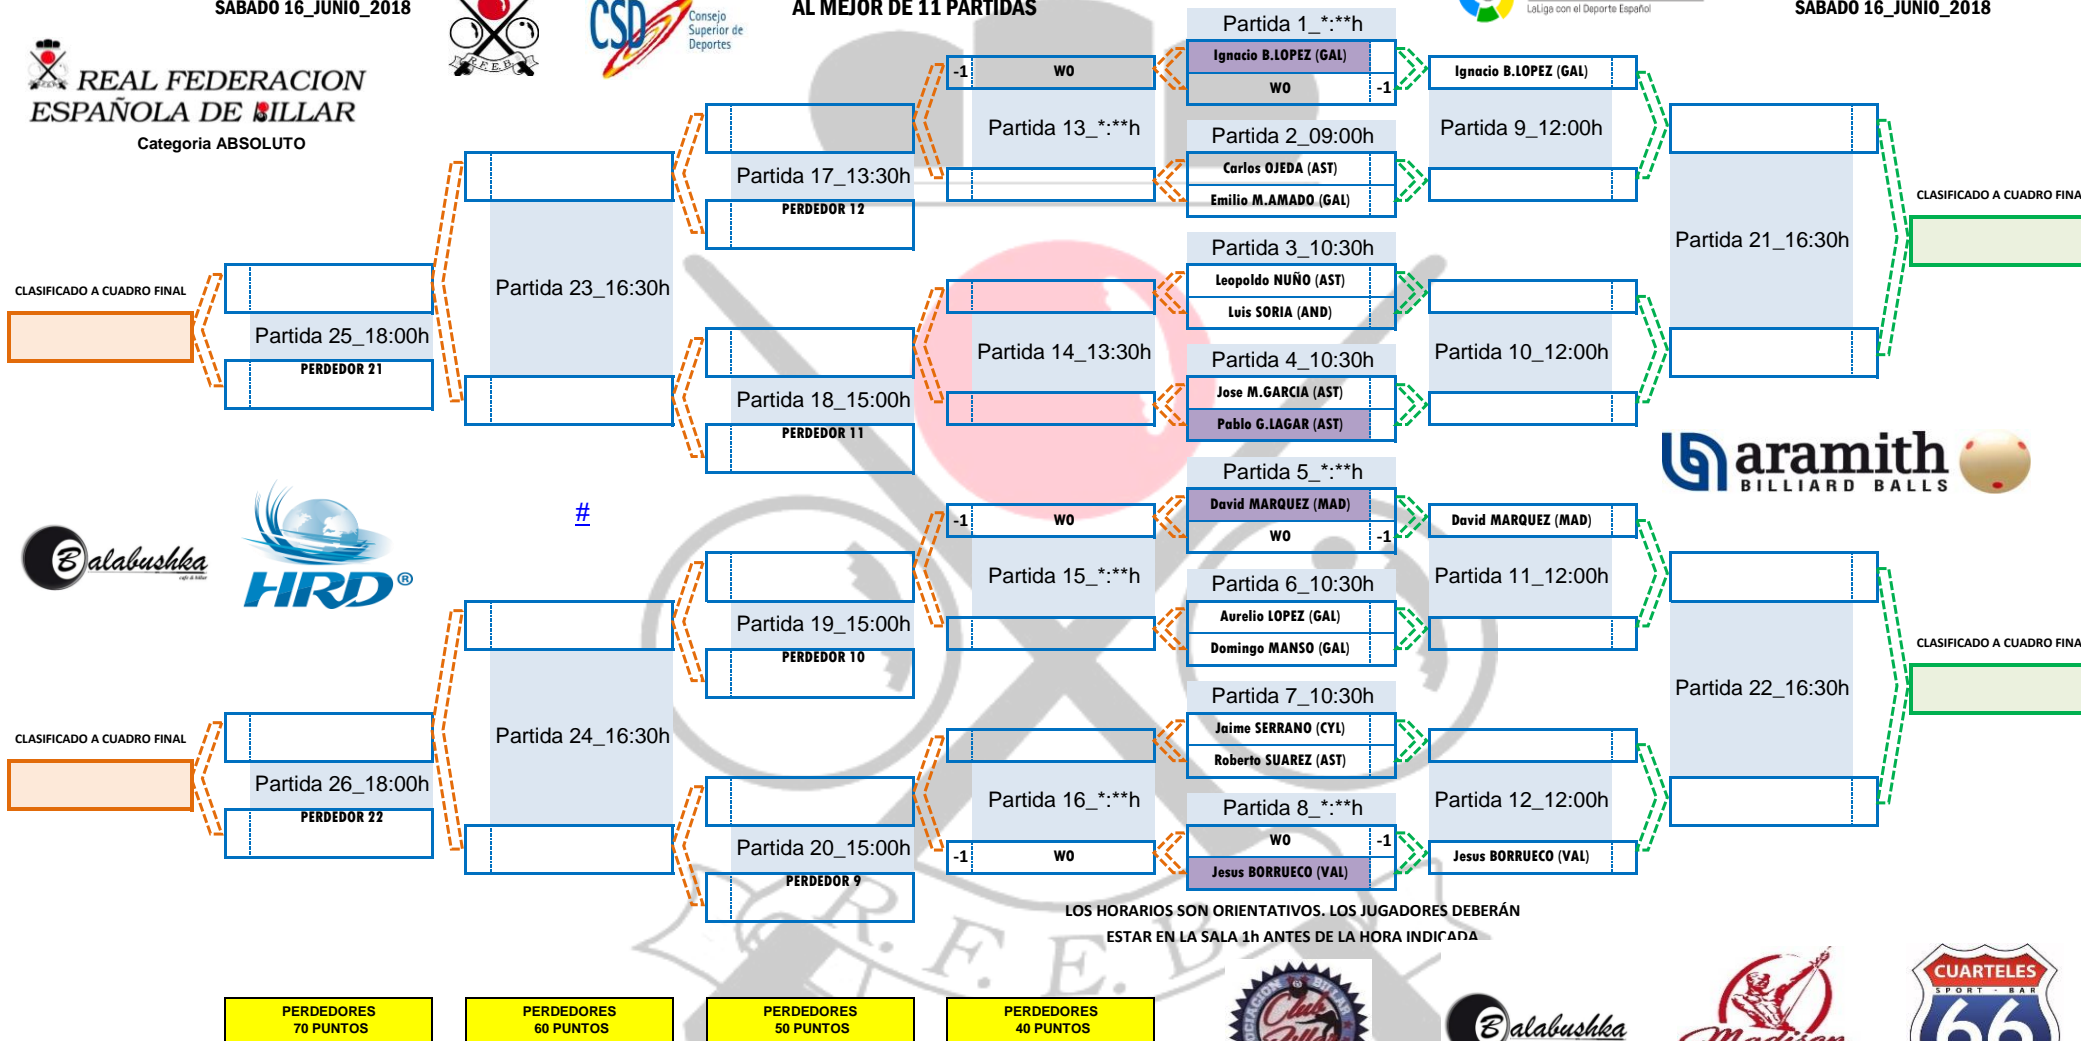 SABADO 16_JUNIO_2018
AL MEJOR DE 11 PARTIDAS
SABADO 16_JUNIO_2018
R.F.E.B.
CSD Consejo
Superior de
Deportes
LaLiga con el Deporte Español
REAL FEDERACION
ESPAÑOLA DE BILLAR
Categoria ABSOLUTO
Partida 1_*:**h
Ignacio B.LOPEZ (GAL)
WO -1
Partida 2_09:00h
Carlos OJEDA (AST)
Emilio M.AMADO (GAL)
Partida 3_10:30h
Leopoldo NUÑO (AST)
Luis SORIA (AND)
Partida 4_10:30h
Jose M.GARCIA (AST)
Pablo G.LAGAR (AST)
Partida 5_*:**h
David MARQUEZ (MAD)
WO -1
Partida 6_10:30h
Aurelio LOPEZ (GAL)
Domingo MANSO (GAL)
Partida 7_10:30h
Jaime SERRANO (CYL)
Roberto SUAREZ (AST)
Partida 8_*:**h
WO -1
Jesus BORRUECO (VAL)
Ignacio B.LOPEZ (GAL)
Partida 9_12:00h
Partida 10_12:00h
David MARQUEZ (MAD)
Partida 11_12:00h
Partida 12_12:00h
Jesus BORRUECO (VAL)
Partida 21_16:30h
Partida 22_16:30h
CLASIFICADO A CUADRO FINA
CLASIFICADO A CUADRO FINA
-1 WO
Partida 13_*:**h
Partida 14_13:30h
-1 WO
Partida 15_*:**h
Partida 16_*:**h
-1 WO
Partida 17_13:30h
PERDEDOR 12
Partida 18_15:00h
PERDEDOR 11
Partida 19_15:00h
PERDEDOR 10
Partida 20_15:00h
PERDEDOR 9
Partida 23_16:30h
Partida 24_16:30h
#
CLASIFICADO A CUADRO FINAL
Partida 25_18:00h
PERDEDOR 21
CLASIFICADO A CUADRO FINAL
Partida 26_18:00h
PERDEDOR 22
Balabushka
HRD®
aramith
BILLIARD BALLS
R.F.E.B.
LOS HORARIOS SON ORIENTATIVOS. LOS JUGADORES DEBERÁN
ESTAR EN LA SALA 1h ANTES DE LA HORA INDICADA
PERDEDORES
70 PUNTOS
PERDEDORES
60 PUNTOS
PERDEDORES
50 PUNTOS
PERDEDORES
40 PUNTOS
Club
Billar
Balabushka
Madison
CUARTELES
SPORT - BAR
66